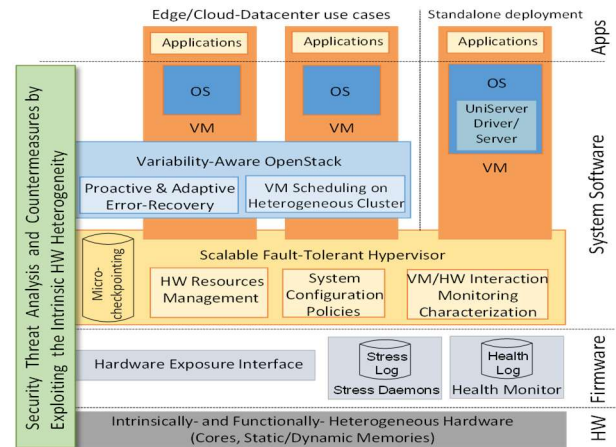 Edge/Cloud-Datacenter use cases
Standalone deployment
Applications
Applications
Applications
Apps
OS
OS
OS
UniServer
Driver/
Server
VM
VM
VM
System Software
Variability-Aware OpenStack
Proactive & Adaptive
Error-Recovery
VM Scheduling on
Heterogeneous Cluster
Scalable Fault-Tolerant Hypervisor
Micro-
checkpointing
HW Resources
Management
System
Configuration
Policies
VM/HW Interaction
Monitoring
Characterization
Hardware Exposure Interface
Stress
Log
Stress Daemons
Health
Log
Health Monitor
Firmware
Intrinsically- and Functionally- Heterogeneous Hardware
(Cores, Static/Dynamic Memories)
HW
Security Threat Analysis and Countermeasures by
Exploiting the Intrinsic HW Heterogeneity